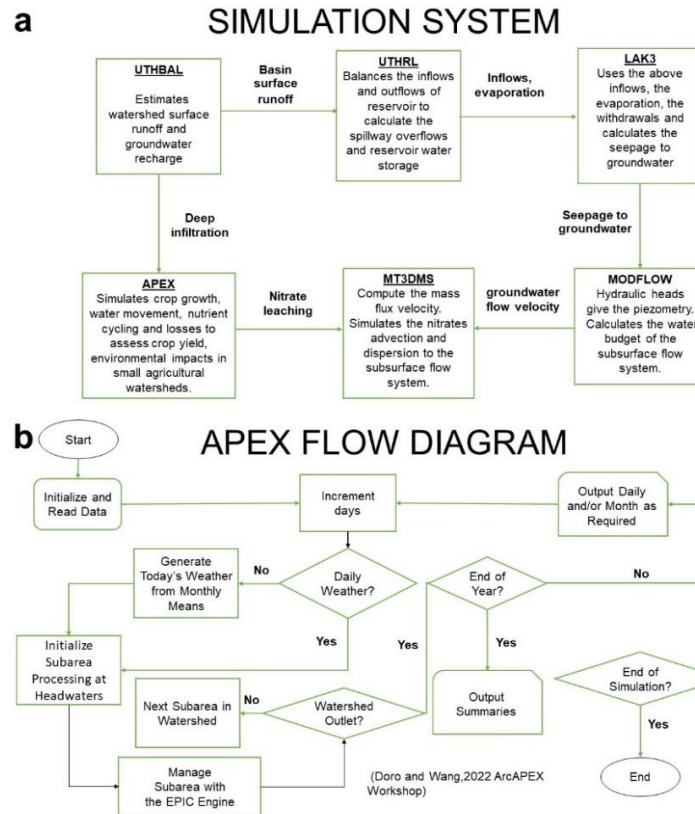 a
SIMULATION SYSTEM
UTHBAL
Estimates
watershed surface
runoff and
groundwater
recharge
Basin
surface
runoff
UTHRL
Balances the inflows
and outflows of
reservoir to
calculate the
spillway overflows
and reservoir water
storage
Inflows,
evaporation
LAK3
Uses the above
inflows, the
evaporation, the
withdrawals and
calculates the
seepage to
groundwater
Deep
infiltration
Seepage to
groundwater
APEX
Simulates crop growth,
water movement, nutrient
cycling and losses to
assess crop yield,
environmental impacts in
small agricultural
watersheds.
Nitrate
leaching
MT3DMS
Compute the mass
flux velocity.
Simulates the nitrates
advection and
dispersion to the
subsurface flow
system.
groundwater
flow velocity
MODFLOW
Hydraulic heads
give the piezometry.
Calculates the water
budget of the
subsurface flow
system.
b
APEX FLOW DIAGRAM
Start
Initialize and
Read Data
Increment
days
Output Daily
and/or Month as
Required
Generate
Today's Weather
from Monthly
Means
No
Daily
Weather?
End of
Year?
No
Yes
Yes
Yes
Initialize
Subarea
Processing at
Headwaters
Next Subarea in
Watershed
No
Watershed
Outlet?
Output
Summaries
End of
Simulation?
Yes
Manage
Subarea with
the EPIC Engine
(Doro and Wang,2022 ArcAPEX
Workshop)
End